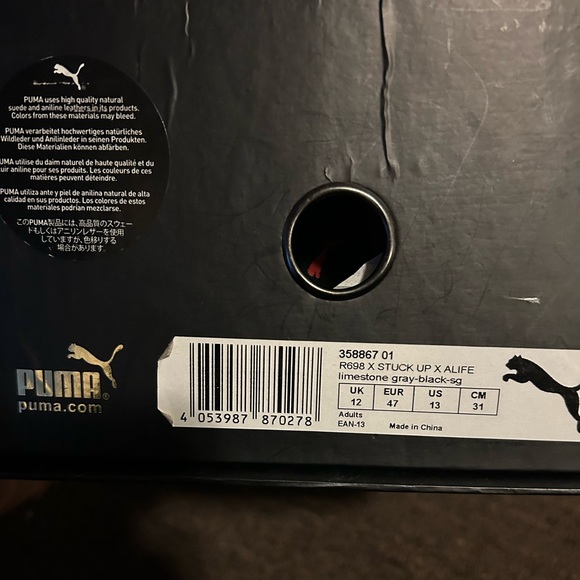 PUMA uses high quality natural
suede and aniline leathers in its products.
Colors from these materials may bleed.
PUMA verarbeitet hochwertiges natürliches
Wildleder und Anilinleder in seinen Produkten.
Diese Materialien können abfärben.
PUMA utilise du daim naturel de haute qualité et du
cuir aniline pour ses produits. Les couleurs de ces
matières peuvent déteindre.
PUMA utiliza ante y piel de anilina natural de alta
calidad en sus productos. Los colores de estos
materiales podrían mezclarse.
このPUMA製品には、高品質のスウェー
ドもしくはアニリンレザーを使用
していますが、色移りする
場合があります。
PUMA®
puma.com
4 053987 870278
358867 01
R698 X STUCK UP X ALIFE
limestone gray-black-sg
UK EUR US CM
12 47 13 31
Adults
EAN-13 Made in China